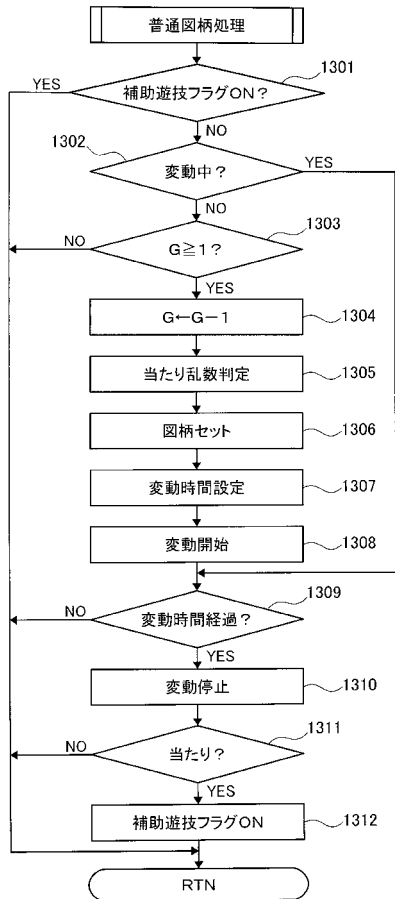 普通図柄処理
1301
YES
補助遊技フラグON？
NO
1302
変動中？
YES
NO
1303
NO
G≧1？
YES
G←G－1
1304
当たり乱数判定
1305
図柄セット
1306
変動時間設定
1307
変動開始
1308
1309
NO
変動時間経過？
YES
変動停止
1310
1311
NO
当たり？
YES
補助遊技フラグON
1312
RTN